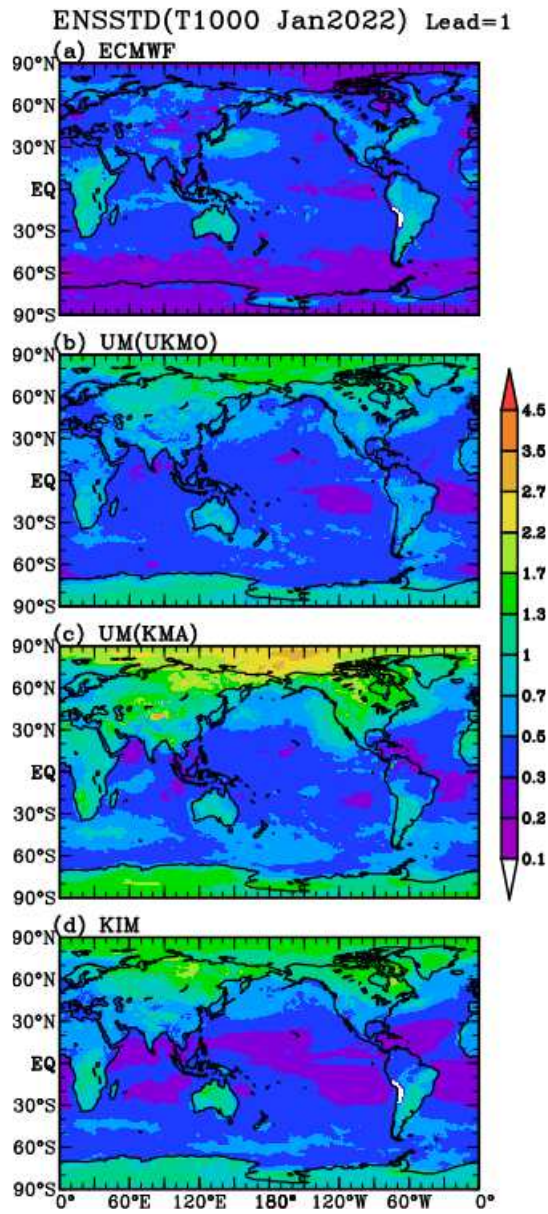 ENSSTD(T1000 Jan2022) Lead=1
(a) ECMWF
90°N
60°N
30°N
EQ
30°S
60°S
90°S
(b) UM(UKMO)
90°N
60°N
30°N
EQ
30°S
60°S
90°S
(c) UM(KMA)
90°N
60°N
30°N
EQ
30°S
60°S
90°S
(d) KIM
90°N
60°N
30°N
EQ
30°S
60°S
90°S
0° 60°E 120°E 180° 120°W 60°W 0°
4.5
3.5
2.7
2.2
1.7
1.3
1
0.7
0.5
0.3
0.2
0.1